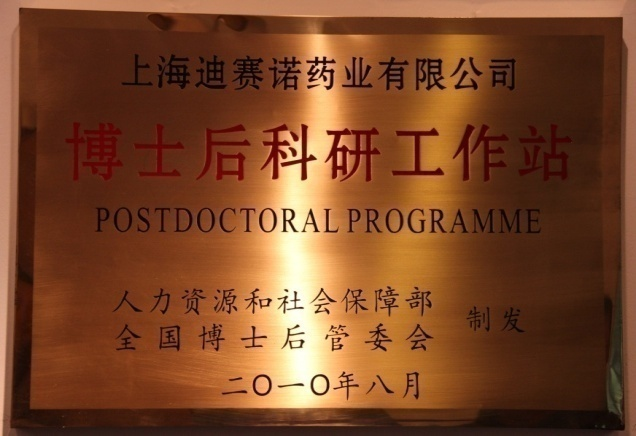 上海迪赛诺药业有限公司
博士后科研工作站
POSTDOCTORAL PROGRAMME
人力资源和社会保障部
全国博士后管委会
制发
二〇一〇年八月